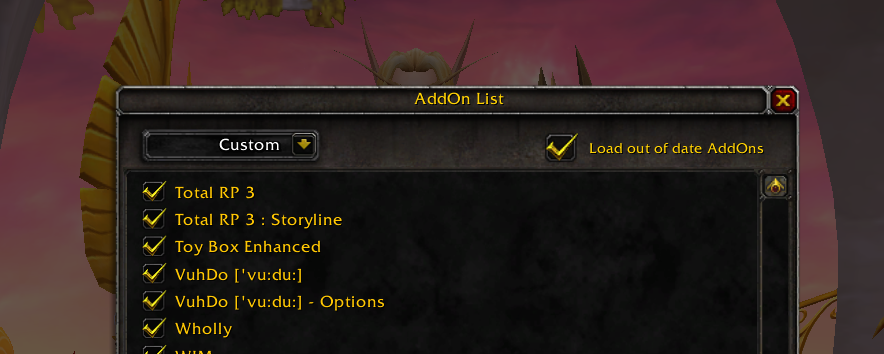 AddOn List
Custom
Load out of date AddOns
Total RP 3
Total RP 3 : Storyline
Toy Box Enhanced
VuhDo ['vu:du:]
VuhDo ['vu:du:] - Options
Wholly
WIM